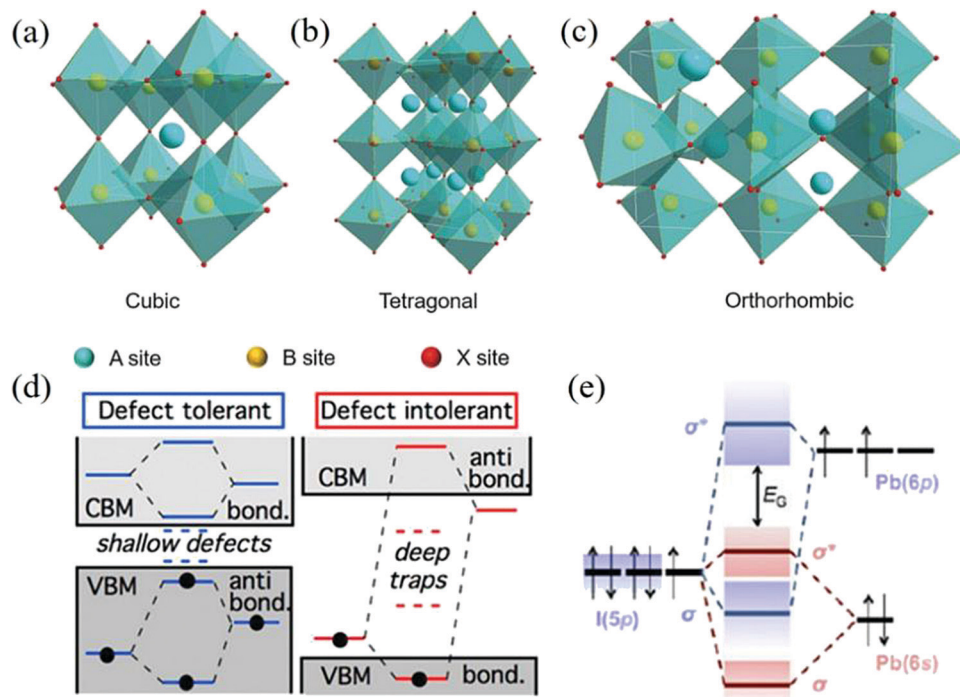 (a)
(b)
(c)
Cubic
Tetragonal
Orthorhombic
A site
B site
X site
(d)
Defect tolerant
Defect intolerant
CBM
bond.
shallow defects
VBM
anti
bond.
anti
bond.
CBM
deep
traps
VBM
bond.
(e)
σ*
Pb(6p)
E_G
σ*
I(5p)
σ
Pb(6s)
σ